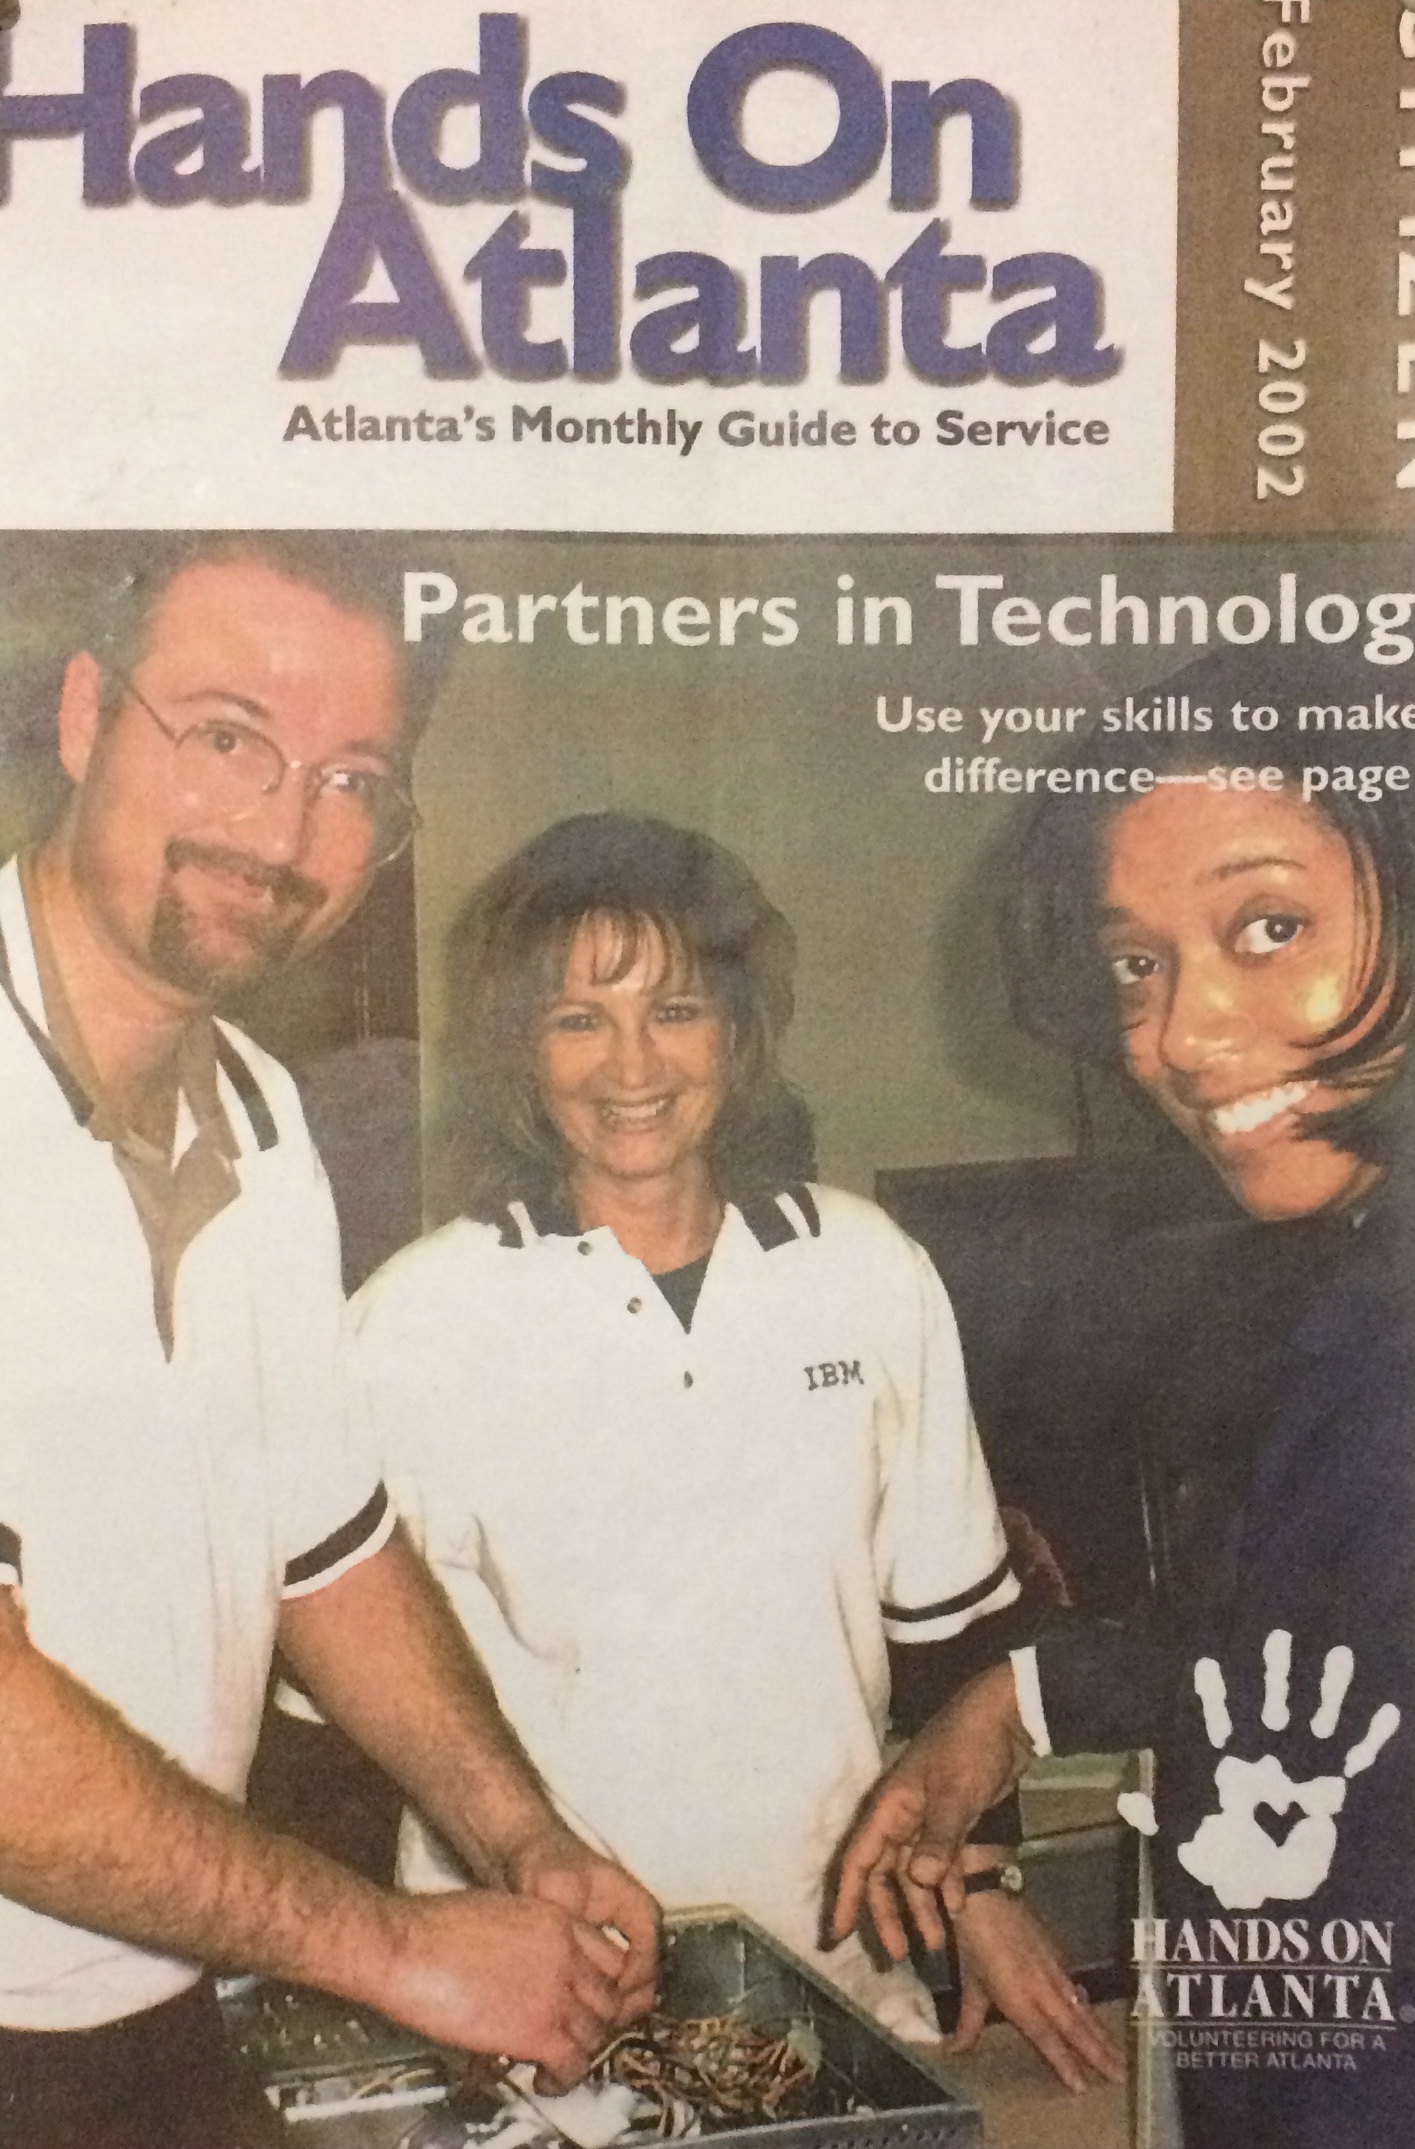 Hands On
Atlanta
Atlanta's Monthly Guide to Service
February 2002
Partners in Technolog
Use your skills to make
difference—see page
IBM
HANDS ON
ATLANTA
VOLUNTEERING FOR A
BETTER ATLANTA